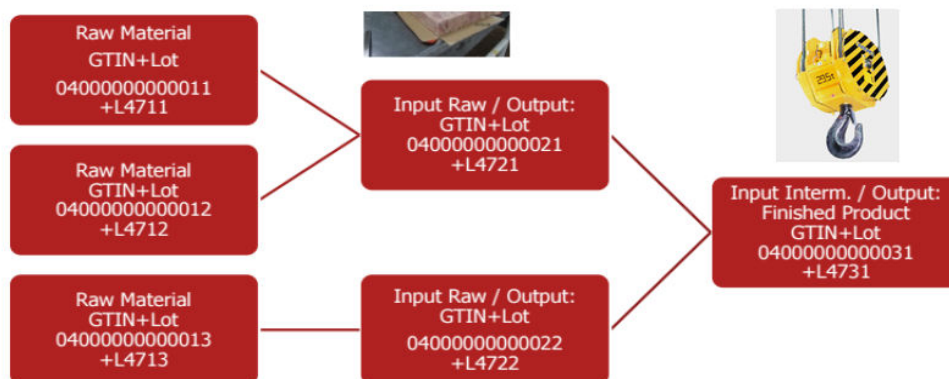 Raw Material
GTIN+Lot
04000000000011
+L4711
Raw Material
GTIN+Lot
04000000000012
+L4712
Raw Material
GTIN+Lot
04000000000013
+L4713
Input Raw / Output:
GTIN+Lot
04000000000021
+L4721
Input Raw / Output:
GTIN+Lot
04000000000022
+L4722
295t
Input Interm. / Output:
Finished Product
GTIN+Lot
04000000000031
+L4731